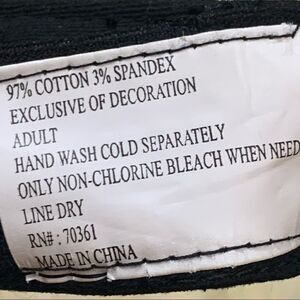 97% COTTON 3% SPANDEX
EXCLUSIVE OF DECORATION
ADULT
HAND WASH COLD SEPARATELY
ONLY NON-CHLORINE BLEACH WHEN NEED
LINE DRY
RN# : 70361
MADE IN CHINA